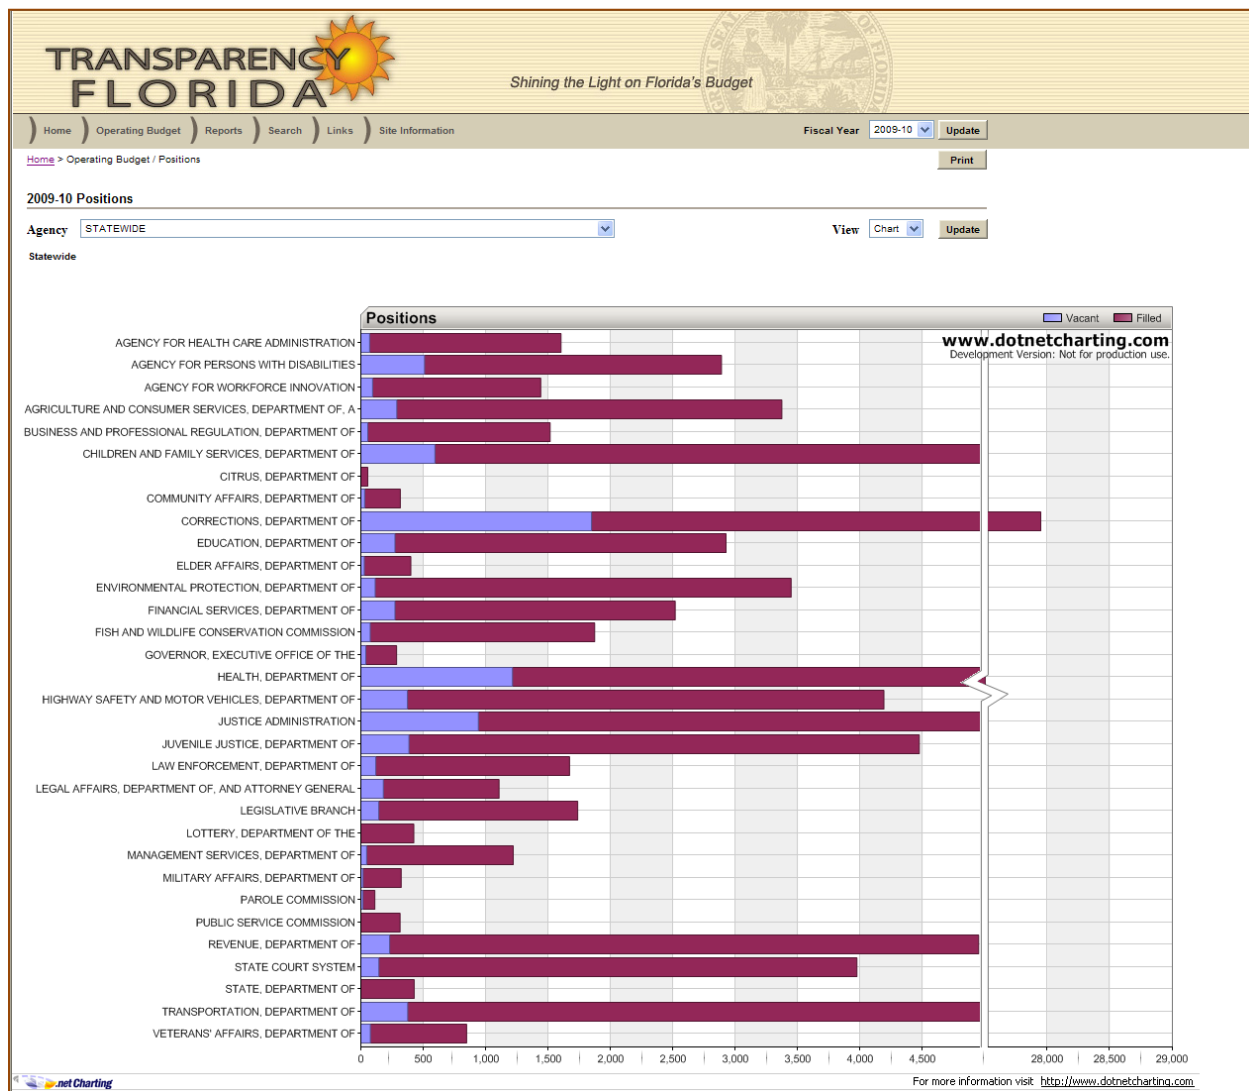 TRANSPARENCY
FLORIDA
Shining the Light on Florida's Budget
Home Operating Budget Reports Search Links Site Information Fiscal Year 2009-10 Update
Home > Operating Budget / Positions Print
2009-10 Positions
Agency STATEWIDE View Chart Update
Statewide
Positions Vacant Filled
www.dotnetcharting.com
Development Version: Not for production use.
AGENCY FOR HEALTH CARE ADMINISTRATION
AGENCY FOR PERSONS WITH DISABILITIES
AGENCY FOR WORKFORCE INNOVATION
AGRICULTURE AND CONSUMER SERVICES, DEPARTMENT OF, A
BUSINESS AND PROFESSIONAL REGULATION, DEPARTMENT OF
CHILDREN AND FAMILY SERVICES, DEPARTMENT OF
CITRUS, DEPARTMENT OF
COMMUNITY AFFAIRS, DEPARTMENT OF
CORRECTIONS, DEPARTMENT OF
EDUCATION, DEPARTMENT OF
ELDER AFFAIRS, DEPARTMENT OF
ENVIRONMENTAL PROTECTION, DEPARTMENT OF
FINANCIAL SERVICES, DEPARTMENT OF
FISH AND WILDLIFE CONSERVATION COMMISSION
GOVERNOR, EXECUTIVE OFFICE OF THE
HEALTH, DEPARTMENT OF
HIGHWAY SAFETY AND MOTOR VEHICLES, DEPARTMENT OF
JUSTICE ADMINISTRATION
JUVENILE JUSTICE, DEPARTMENT OF
LAW ENFORCEMENT, DEPARTMENT OF
LEGAL AFFAIRS, DEPARTMENT OF, AND ATTORNEY GENERAL
LEGISLATIVE BRANCH
LOTTERY, DEPARTMENT OF THE
MANAGEMENT SERVICES, DEPARTMENT OF
MILITARY AFFAIRS, DEPARTMENT OF
PAROLE COMMISSION
PUBLIC SERVICE COMMISSION
REVENUE, DEPARTMENT OF
STATE COURT SYSTEM
STATE, DEPARTMENT OF
TRANSPORTATION, DEPARTMENT OF
VETERANS' AFFAIRS, DEPARTMENT OF
0 500 1,000 1,500 2,000 2,500 3,000 3,500 4,000 4,500 28,000 28,500 29,000
.net Charting For more information visit http://www.dotnetcharting.com